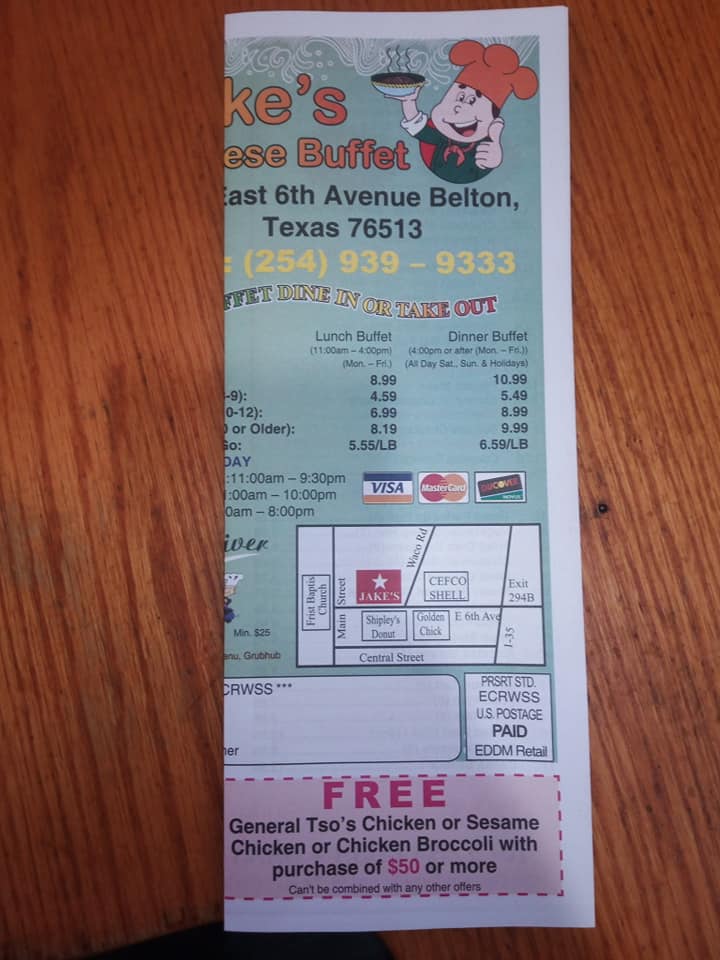 ke's
ese Buffet
East 6th Avenue Belton,
Texas 76513
: (254) 939 – 9333
FFET DINE IN OR TAKE OUT
Lunch Buffet Dinner Buffet
(11:00am – 4:00pm) (4:00pm or after (Mon. – Fri.))
(Mon. – Fri.) (All Day Sat., Sun. & Holidays)
8.99 10.99
-9): 4.59 5.49
0-12): 6.99 8.99
0 or Older): 8.19 9.99
Go: 5.55/LB 6.59/LB
DAY
.:11:00am – 9:30pm
1:00am – 10:00pm
0am – 8:00pm
VISA MasterCard DISCOVER
NOVUS
iver
Min. $25
enu, Grubhub
Frist Baptis
Church
Main Street
JAKE'S
Waco Rd
CEFCO
SHELL
Exit
294B
Shipley's
Donut
Golden
Chick
E 6th Ave
I-35
Central Street
CRWSS ***
mer
PRSRT STD.
ECRWSS
U.S. POSTAGE
PAID
EDDM Retail
FREE
General Tso's Chicken or Sesame
Chicken or Chicken Broccoli with
purchase of $50 or more
Can't be combined with any other offers